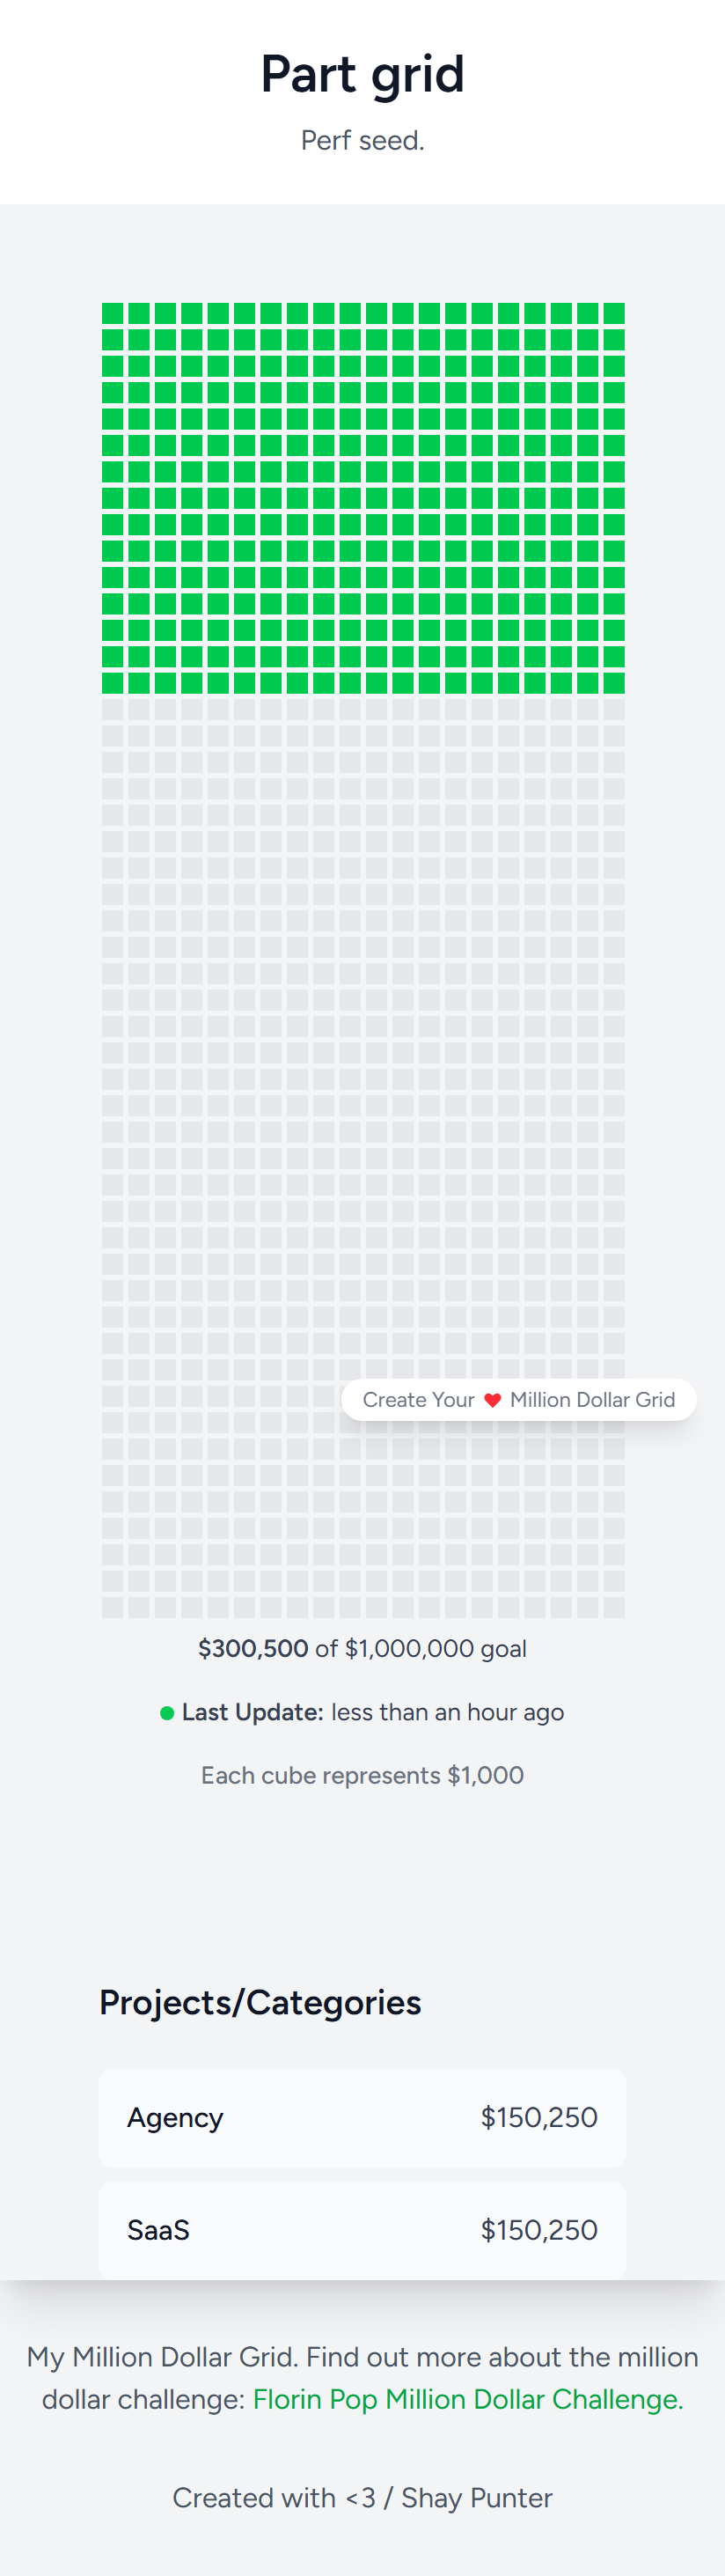 Part grid
Perf seed.
Create Your ❤ Million Dollar Grid
$300,500 of $1,000,000 goal
Last Update: less than an hour ago
Each cube represents $1,000
Projects/Categories
Agency $150,250
SaaS $150,250
My Million Dollar Grid. Find out more about the million
dollar challenge: Florin Pop Million Dollar Challenge.
Created with <3 / Shay Punter